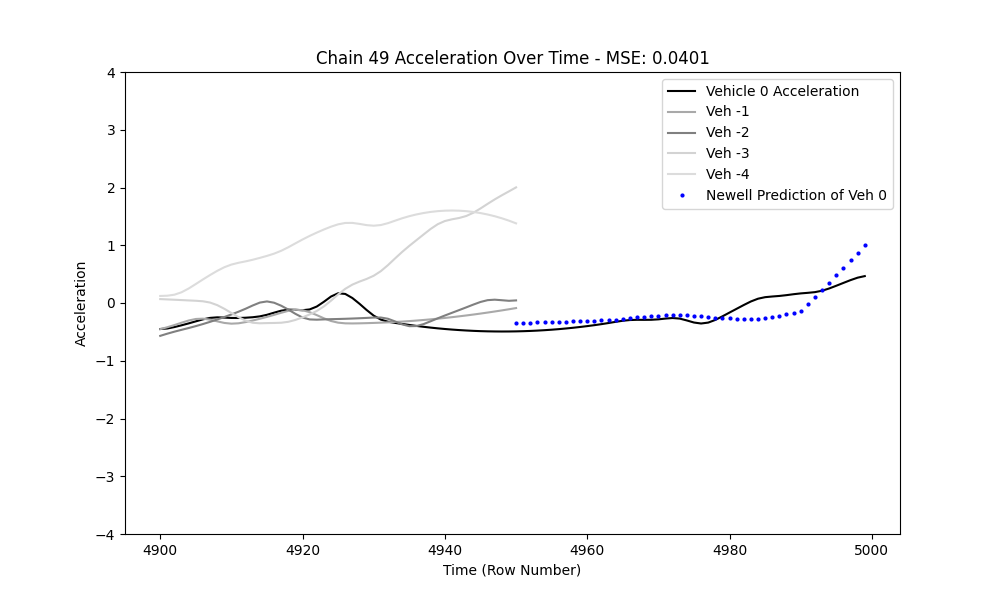 Chain 49 Acceleration Over Time - MSE: 0.0401
Vehicle 0 Acceleration
Veh -1
Veh -2
Veh -3
Veh -4
Newell Prediction of Veh 0
4
3
2
1
0
−1
−2
−3
−4
Acceleration
4900
4920
4940
4960
4980
5000
Time (Row Number)